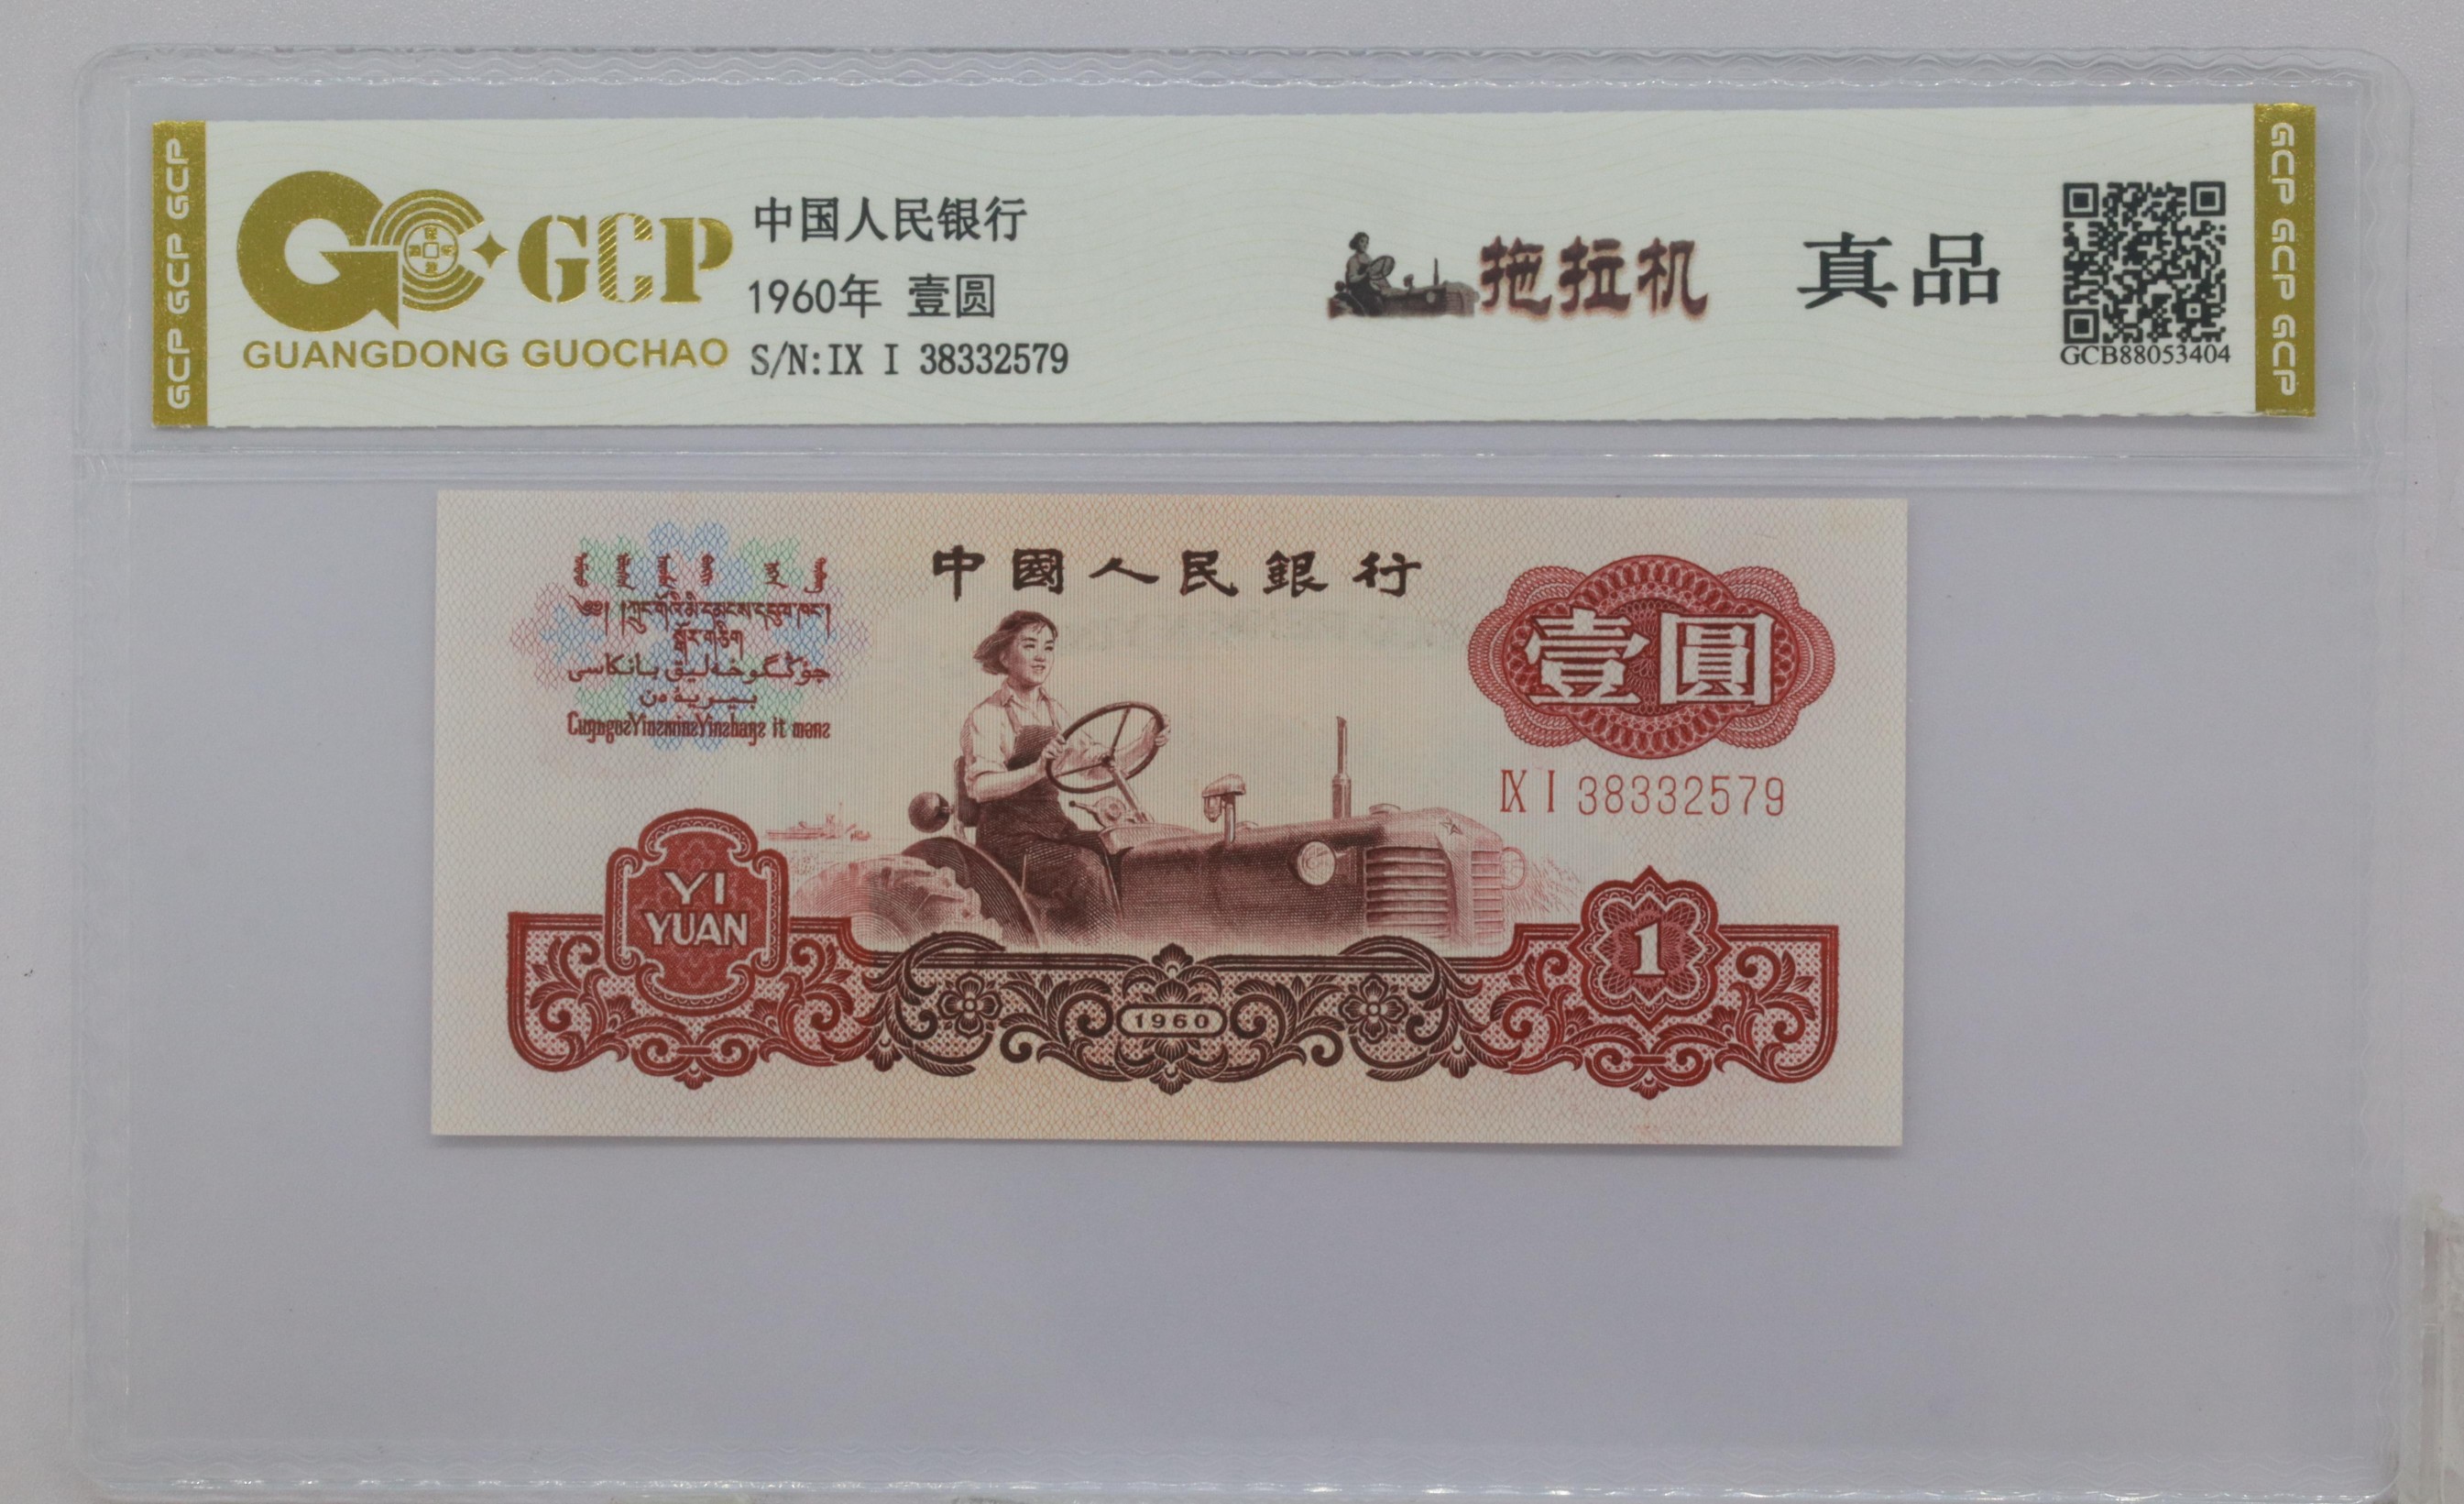 GCP GCP GCP
GCP
GUANGDONG GUOCHAO
中国人民银行
1960年 壹圆
S/N:IX I 38332579
拖拉机
真品
GCB88053404
GCP GCP GCP
中國人民銀行
壹圓
IX I 38332579
YI
YUAN
1960
1